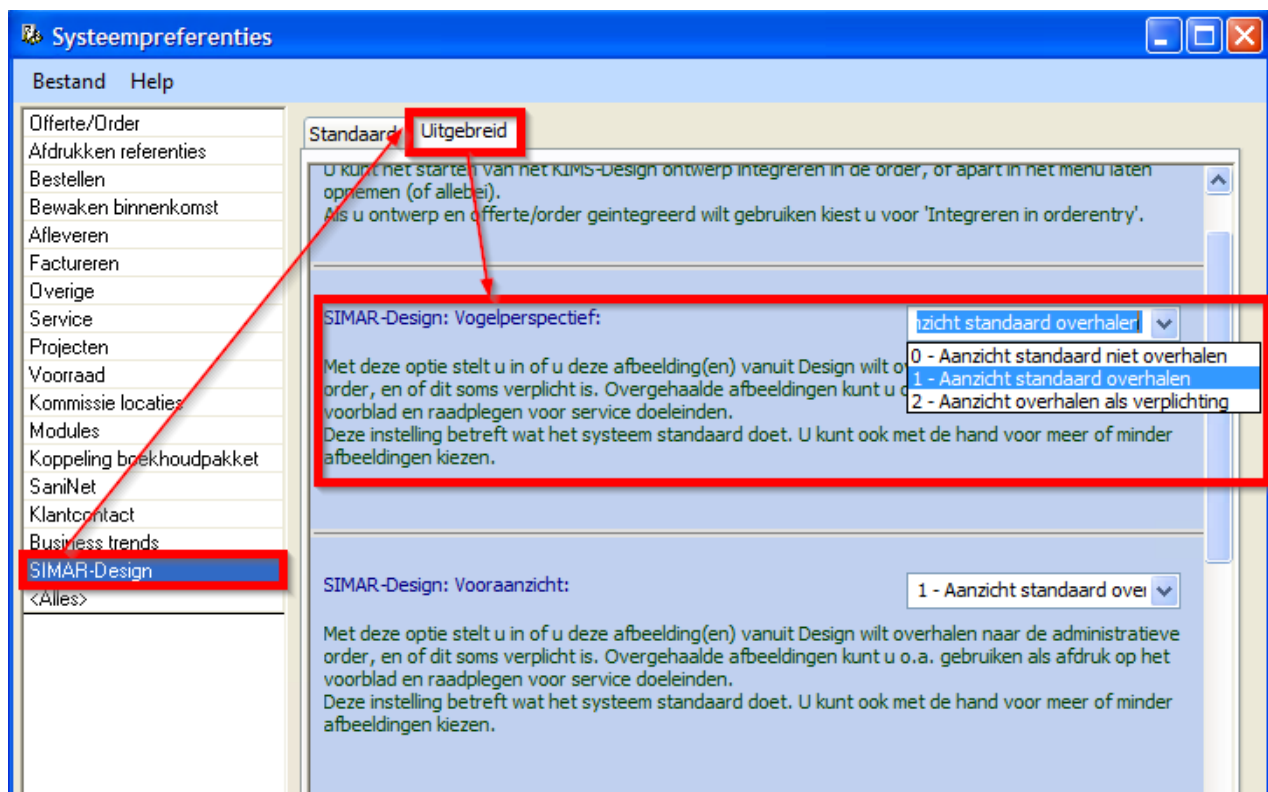 Systeempreferenties
Bestand Help
Offerte/Order
Afdrukken referenties
Bestellen
Bewaken binnenkomst
Afleveren
Factureren
Overige
Service
Projecten
Voorraad
Kommissie locaties
Modules
Koppeling boekhoudpakket
SaniNet
Klantcontact
Business trends
SIMAR-Design
<Alles>
Standaard Uitgebreid
U kunt het starten van het KIMS-Design ontwerp integreren in de order, of apart in het menu laten
opnemen (of allebei).
Als u ontwerp en offerte/order geintegreerd wilt gebruiken kiest u voor 'Integreren in orderentry'.
SIMAR-Design: Vogelperspectief:
nzicht standaard overhalen
0 - Aanzicht standaard niet overhalen
1 - Aanzicht standaard overhalen
2 - Aanzicht overhalen als verplichting
Met deze optie stelt u in of u deze afbeelding(en) vanuit Design wilt
order, en of dit soms verplicht is. Overgehaalde afbeeldingen kunt u
voorblad en raadplegen voor service doeleinden.
Deze instelling betreft wat het systeem standaard doet. U kunt ook met de hand voor meer of minder
afbeeldingen kiezen.
SIMAR-Design: Vooraanzicht:
1 - Aanzicht standaard over
Met deze optie stelt u in of u deze afbeelding(en) vanuit Design wilt overhalen naar de administratieve
order, en of dit soms verplicht is. Overgehaalde afbeeldingen kunt u o.a. gebruiken als afdruk op het
voorblad en raadplegen voor service doeleinden.
Deze instelling betreft wat het systeem standaard doet. U kunt ook met de hand voor meer of minder
afbeeldingen kiezen.